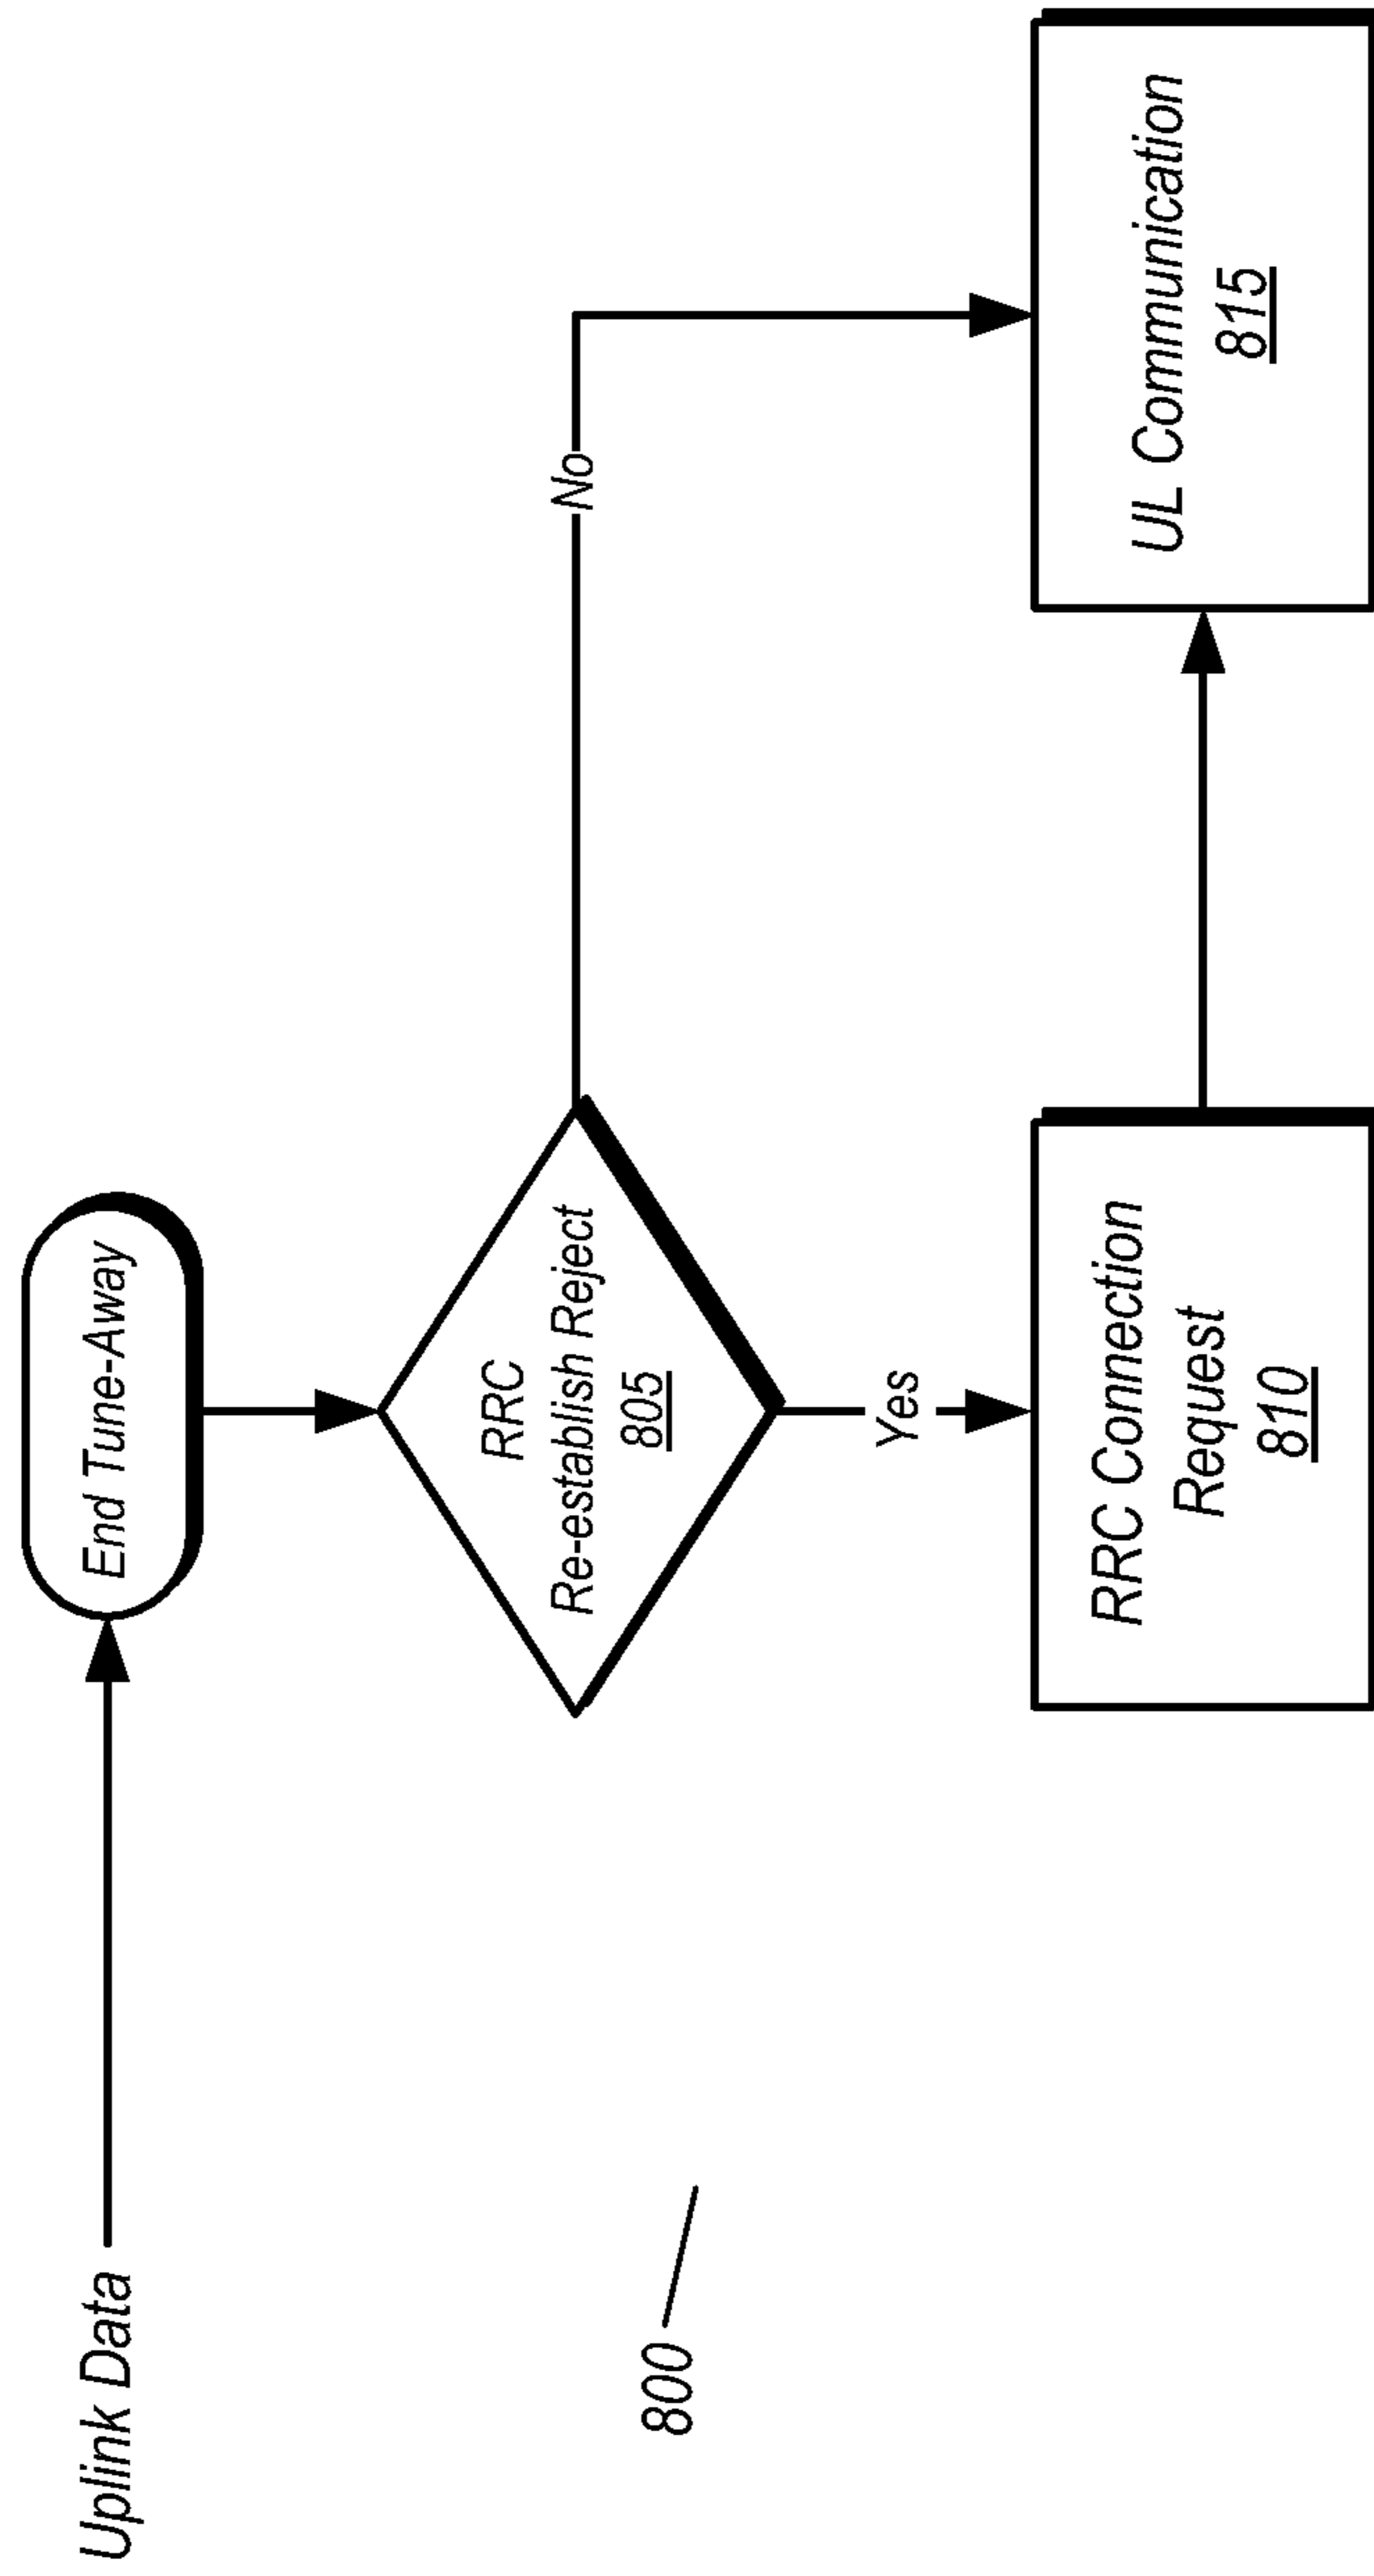 Uplink Data
End Tune-Away
RRC
Re-establish Reject
805
No
Yes
800
RRC Connection
Request
810
UL Communication
815